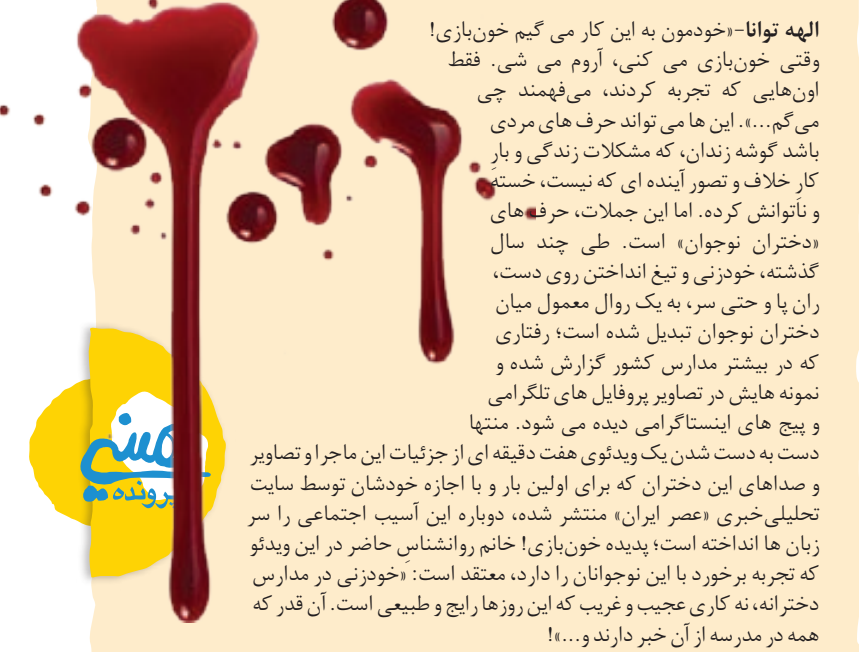 الهه توانا-«خودمون به این کار می گیم خون‌بازی!
وقتی خون‌بازی می کنی، آروم می شی. فقط
اون‌هایی که تجربه کردند، می‌فهمند چی
می‌گم...». این ها می تواند حرف های مردی
باشد گوشه زندان، که مشکلات زندگی و بارِ
کارِ خلاف و تصور آینده ای که نیست، خسته
و ناتوانش کرده. اما این جملات، حرف های
«دختران نوجوان» است. طی چند سال
گذشته، خودزنی و تیغ انداختن روی دست،
ران پا و حتی سر، به یک روال معمول میان
دختران نوجوان تبدیل شده است؛ رفتاری
که در بیشتر مدارس کشور گزارش شده و
نمونه هایش در تصاویر پروفایل های تلگرامی
و پیج های اینستاگرامی دیده می شود. منتها
دست به دست شدن یک ویدئوی هفت دقیقه ای از جزئیات این ماجرا و تصاویر
و صداهای این دختران که برای اولین بار و با اجازه خودشان توسط سایت
تحلیلی‌خبری «عصر ایران» منتشر شده، دوباره این آسیب اجتماعی را سر
زبان ها انداخته است؛ پدیده خون‌بازی! خانم روانشناسِ حاضر در این ویدئو
که تجربه برخورد با این نوجوانان را دارد، معتقد است: «خودزنی در مدارس
دخترانه، نه کاری عجیب و غریب که این روزها رایج و طبیعی است. آن قدر که
همه در مدرسه از آن خبر دارند و...»!
پرونده